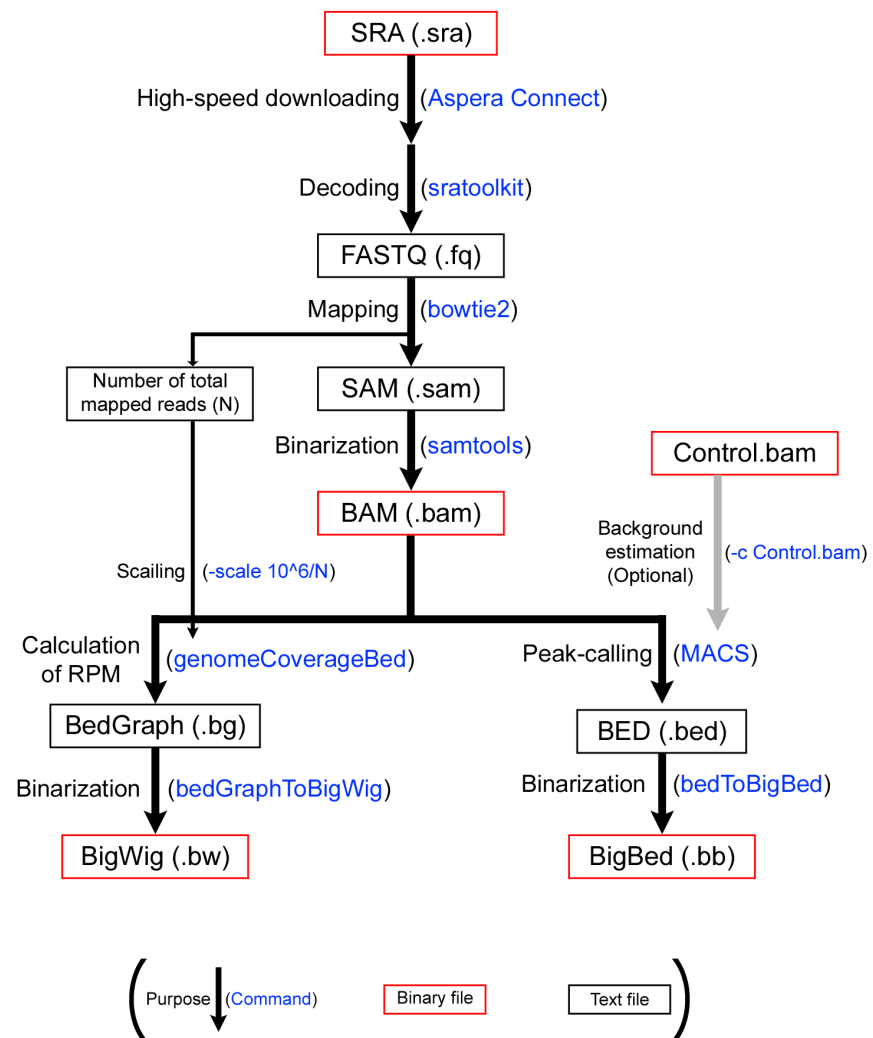 SRA (.sra)
High-speed downloading (Aspera Connect)
Decoding (sratoolkit)
FASTQ (.fq)
Mapping (bowtie2)
Number of total
mapped reads (N)
SAM (.sam)
Binarization (samtools)
Control.bam
BAM (.bam)
Background
estimation
(Optional)
(-c Control.bam)
Scailing (-scale 10^6/N)
Calculation
of RPM
(genomeCoverageBed)
Peak-calling (MACS)
BedGraph (.bg)
BED (.bed)
Binarization (bedGraphToBigWig)
Binarization (bedToBigBed)
BigWig (.bw)
BigBed (.bb)
Purpose (Command)
Binary file
Text file